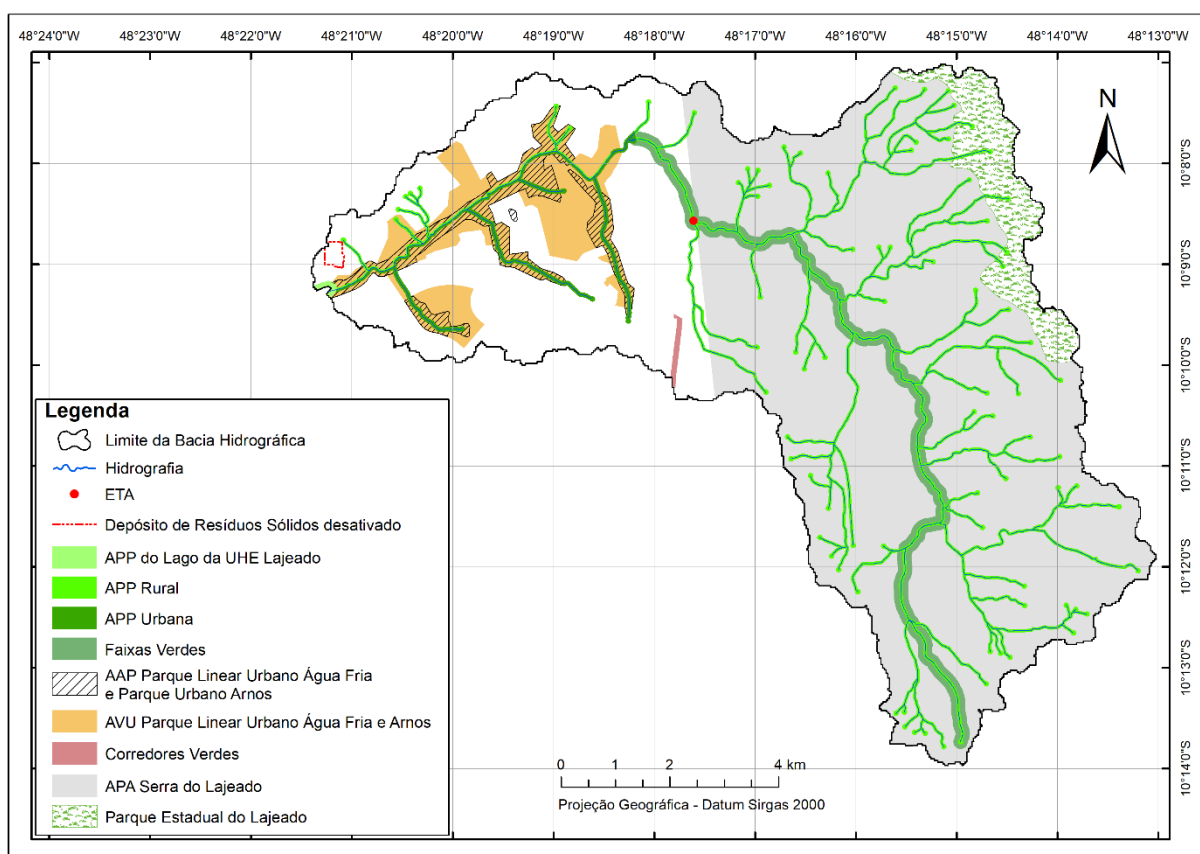 48°24'0"W 48°23'0"W 48°22'0"W 48°21'0"W 48°20'0"W 48°19'0"W 48°18'0"W 48°17'0"W 48°16'0"W 48°15'0"W 48°14'0"W 48°13'0"W
N
10°8'0"S
10°9'0"S
10°10'0"S
10°11'0"S
10°12'0"S
10°13'0"S
10°14'0"S
Legenda
Limite da Bacia Hidrográfica
Hidrografia
ETA
Depósito de Resíduos Sólidos desativado
APP do Lago da UHE Lajeado
APP Rural
APP Urbana
Faixas Verdes
AAP Parque Linear Urbano Água Fria
e Parque Urbano Arnos
AVU Parque Linear Urbano Água Fria e Arnos
Corredores Verdes
APA Serra do Lajeado
Parque Estadual do Lajeado
0 1 2 4 km
Projeção Geográfica - Datum Sirgas 2000